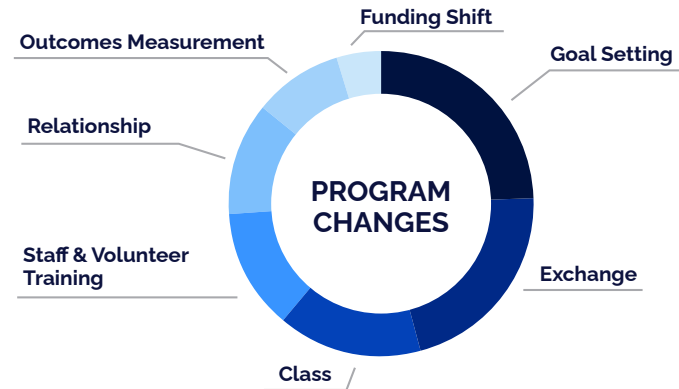 Funding Shift
Outcomes Measurement
Goal Setting
Relationship
PROGRAM
CHANGES
Staff & Volunteer
Training
Exchange
Class